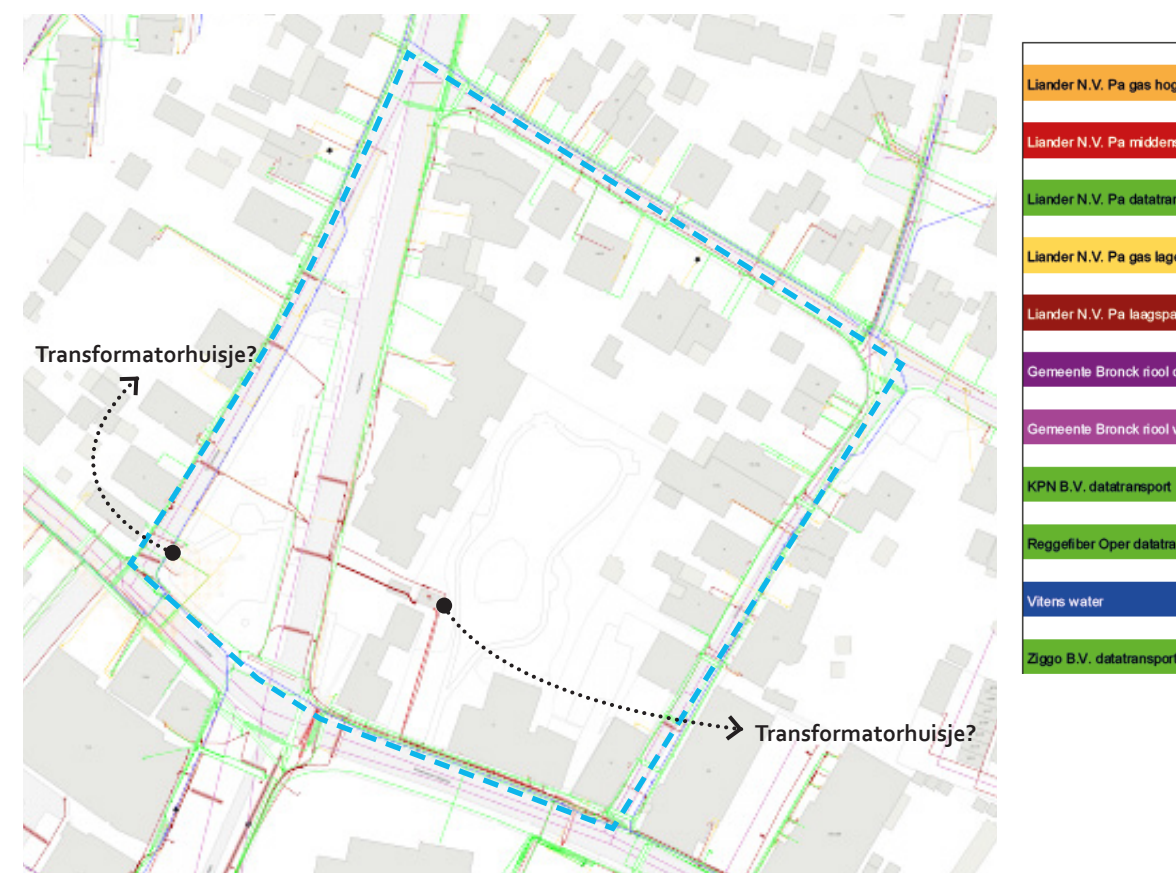 Transformatorhuisje?
Transformatorhuisje?
Liander N.V. Pa gas hog
Liander N.V. Pa middens
Liander N.V. Pa datatran
Liander N.V. Pa gas lage
Liander N.V. Pa laagspa
Gemeente Bronck riool
Gemeente Bronck riool v
KPN B.V. datatransport
Reggefiber Oper datatra
Vitens water
Ziggo B.V. datatransport